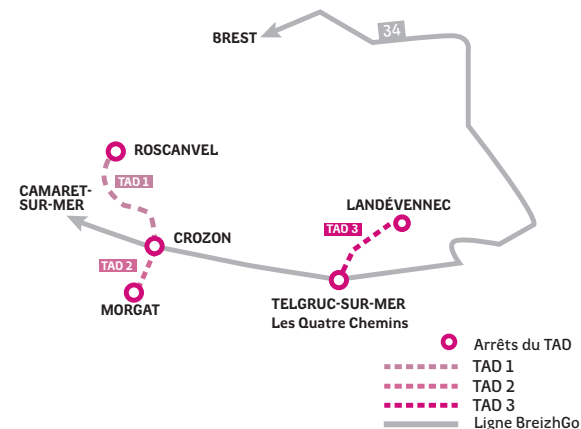 34
BREST
ROSCANVEL
TAD 1
CAMARET-
SUR-MER
LANDÉVENNEC
TAD 3
CROZON
TAD 2
MORGAT
TELGRUC-SUR-MER
Les Quatre Chemins
Arrêts du TAD
TAD 1
TAD 2
TAD 3
Ligne BreizhGo